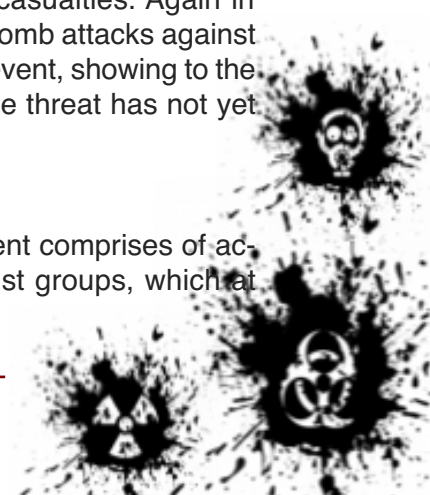 casualties. Again in
omb attacks against
event, showing to the
e threat has not yet
ent comprises of ac-
st groups, which at